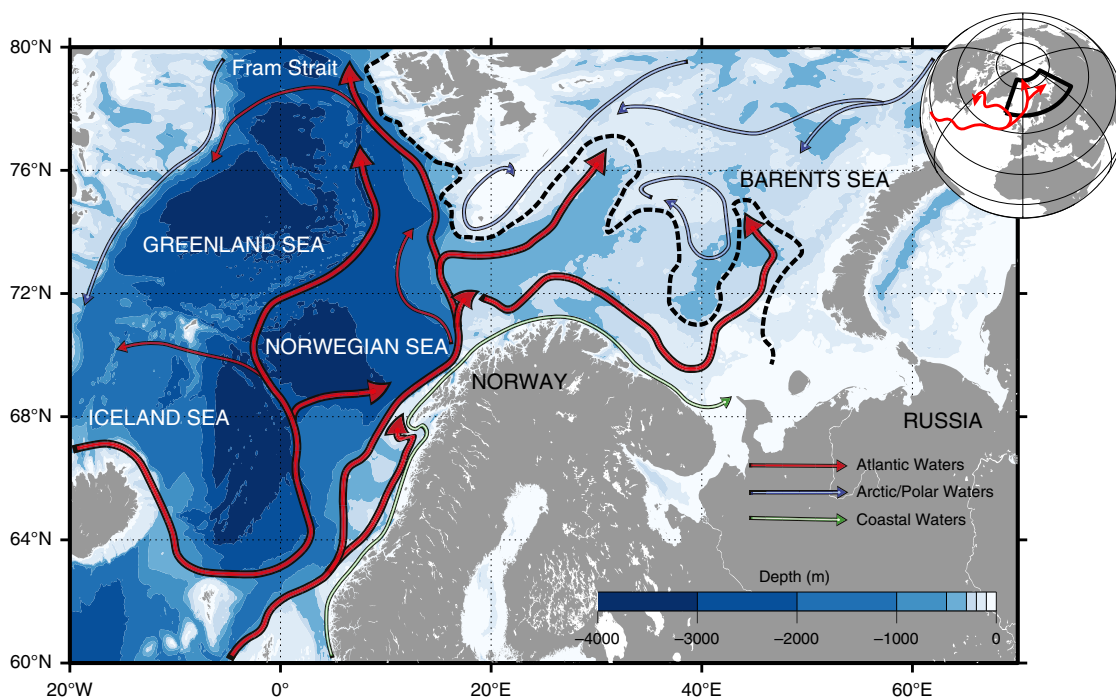 80°N
76°N
72°N
68°N
64°N
60°N
Fram Strait
BARENTS SEA
GREENLAND SEA
NORWEGIAN SEA
NORWAY
ICELAND SEA
RUSSIA
Atlantic Waters
Arctic/Polar Waters
Coastal Waters
Depth (m)
−4000 −3000 −2000 −1000 0
20°W 0° 20°E 40°E 60°E